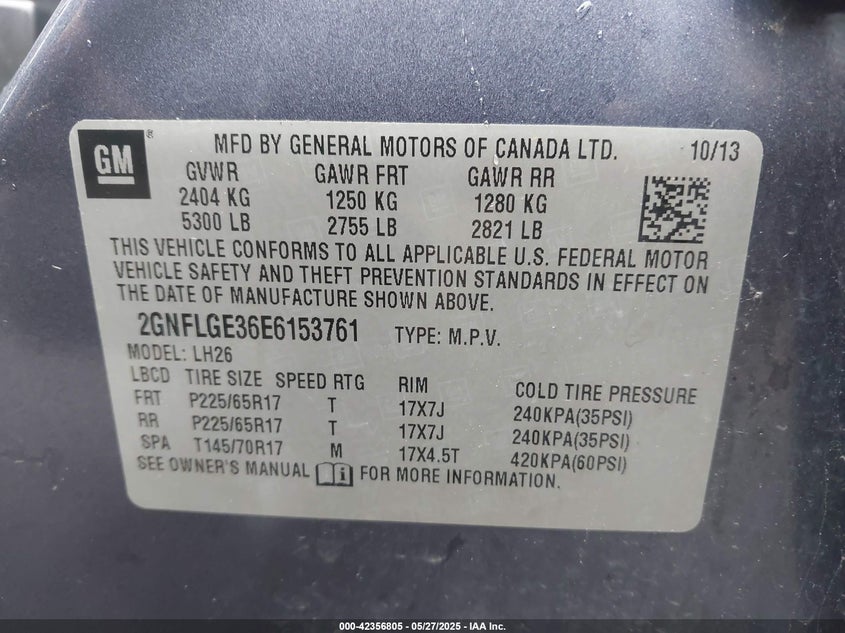 GM ®
MFD BY GENERAL MOTORS OF CANADA LTD. 10/13
GVWR GAWR FRT GAWR RR
2404 KG 1250 KG 1280 KG
5300 LB 2755 LB 2821 LB
THIS VEHICLE CONFORMS TO ALL APPLICABLE U.S. FEDERAL MOTOR
VEHICLE SAFETY AND THEFT PREVENTION STANDARDS IN EFFECT ON
THE DATE OF MANUFACTURE SHOWN ABOVE.
2GNFLGE36E6153761 TYPE: M.P.V.
MODEL: LH26
LBCD TIRE SIZE SPEED RTG RIM COLD TIRE PRESSURE
FRT P225/65R17 T 17X7J 240KPA(35PSI)
RR P225/65R17 T 17X7J 240KPA(35PSI)
SPA T145/70R17 M 17X4.5T 420KPA(60PSI)
SEE OWNER'S MANUAL i FOR MORE INFORMATION.
000-42356805 - 05/27/2025 - IAA Inc.